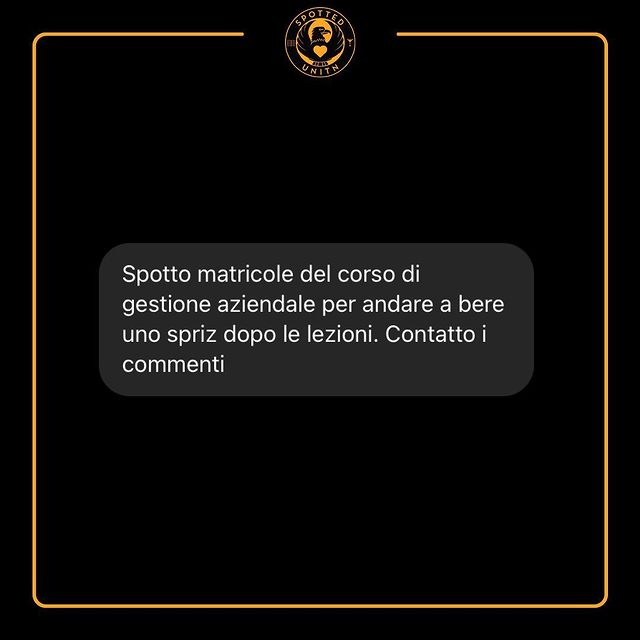 SPOTTED
UNITN
Spotto matricole del corso di
gestione aziendale per andare a bere
uno spriz dopo le lezioni. Contatto i
commenti